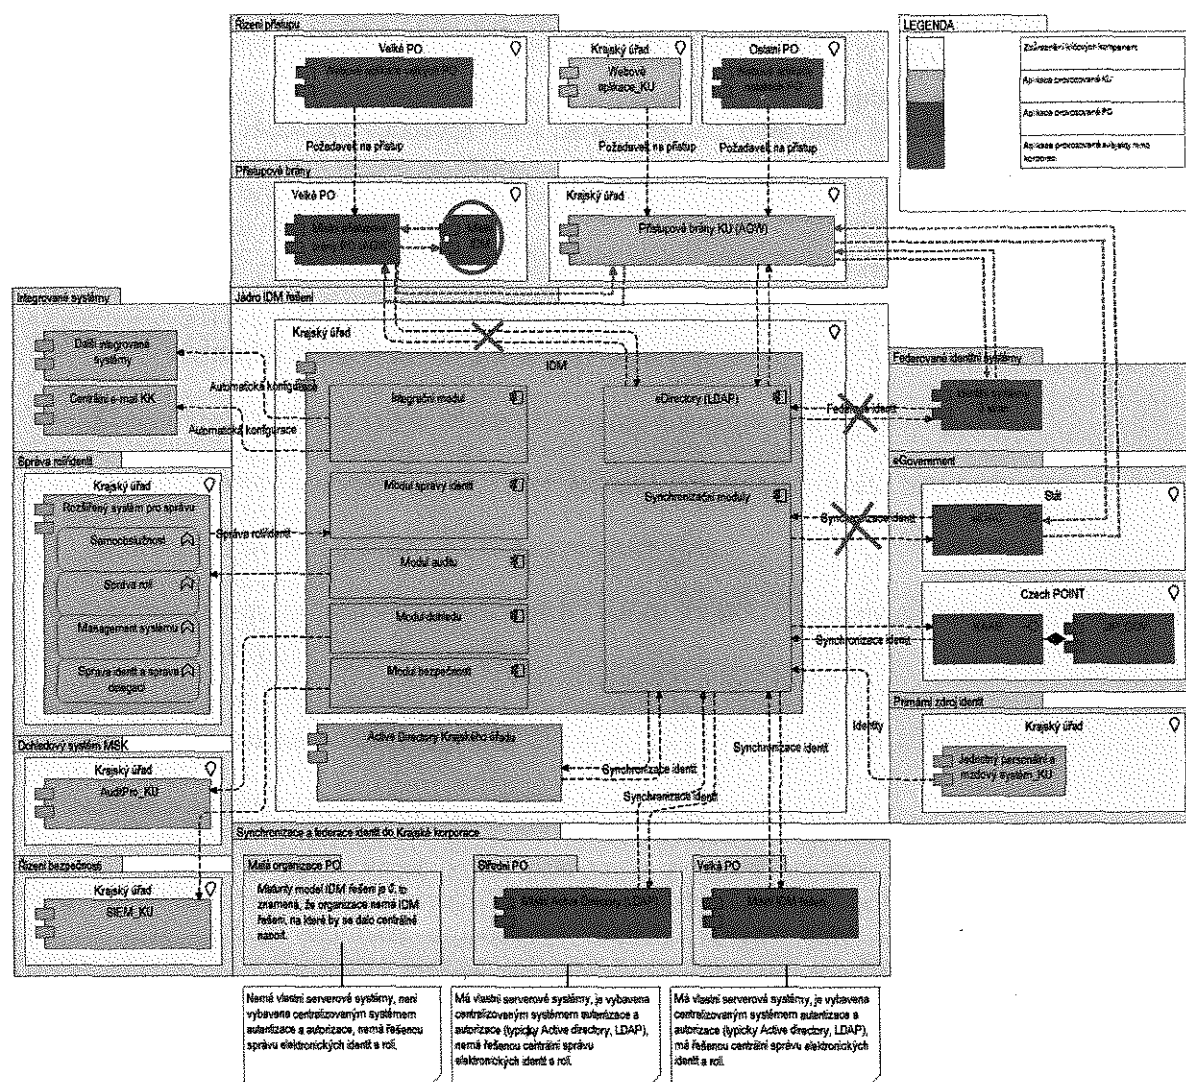 Řízení přístupu
Velké PO
Krajský úřad
Webové
aplikace_KU
Ostatní PO
LEGENDA
Zvýraznění klíčových komponent
Aplikace provozované KU
Aplikace provozované PO
Aplikace provozované subjekty mimo
korporaci
Požadavek na přístup
Požadavek na přístup
Požadavek na přístup
Přístupové brány
Velké PO
Krajský úřad
Přístupové brány KU (AGW)
Integrované systémy
Další integrované
systémy
Centrální e-mail KK
Automatická konfigurace
Automatická konfigurace
Jádro IDM řešení
Krajský úřad
IDM
Integrační modul
eDirectory (LDAP)
Modul správy identit
Synchronizační moduly
Modul auditu
Modul dohledu
Modul bezpečnosti
Active Directory Krajského úřadu
Federované identitní systémy
Federace identit
eGovernment
Stát
Synchronizace identit
Czech POINT
Synchronizace identit
Primární zdroj identit
Krajský úřad
Jednotný personální a
mzdový systém_KU
Identity
Správa rolí/identit
Krajský úřad
Rozšířený systém pro správu
Samoobslužnost
Správa rolí
Management systému
Správa identit a správa
delegací
Správa rolí/identit
Dohledový systém MSK
Krajský úřad
AuditPro_KU
Řízení bezpečnosti
Krajský úřad
SIEM_KU
Synchronizace identit
Synchronizace identit
Synchronizace identit
Synchronizace a federace identit do Krajské korporace
Malá organizace PO
Maturity model IDM řešení je 0, to
znamená, že organizace nemá IDM
řešení, na které by se dalo centrálně
napojit.
Střední PO
Velká PO
Nemá vlastní serverové systémy, není
vybavena centralizovaným systémem
autentizace a autorizace, nemá řešenou
správu elektronických identit a rolí.
Má vlastní serverové systémy, je vybavena
centralizovaným systémem autentizace a
autorizace (typicky Active directory, LDAP),
nemá řešenou centrální správu
elektronických identit a rolí.
Má vlastní serverové systémy, je vybavena
centralizovaným systémem autentizace a
autorizace (typicky Active directory, LDAP),
má řešenou centrální správu elektronických
identit a rolí.